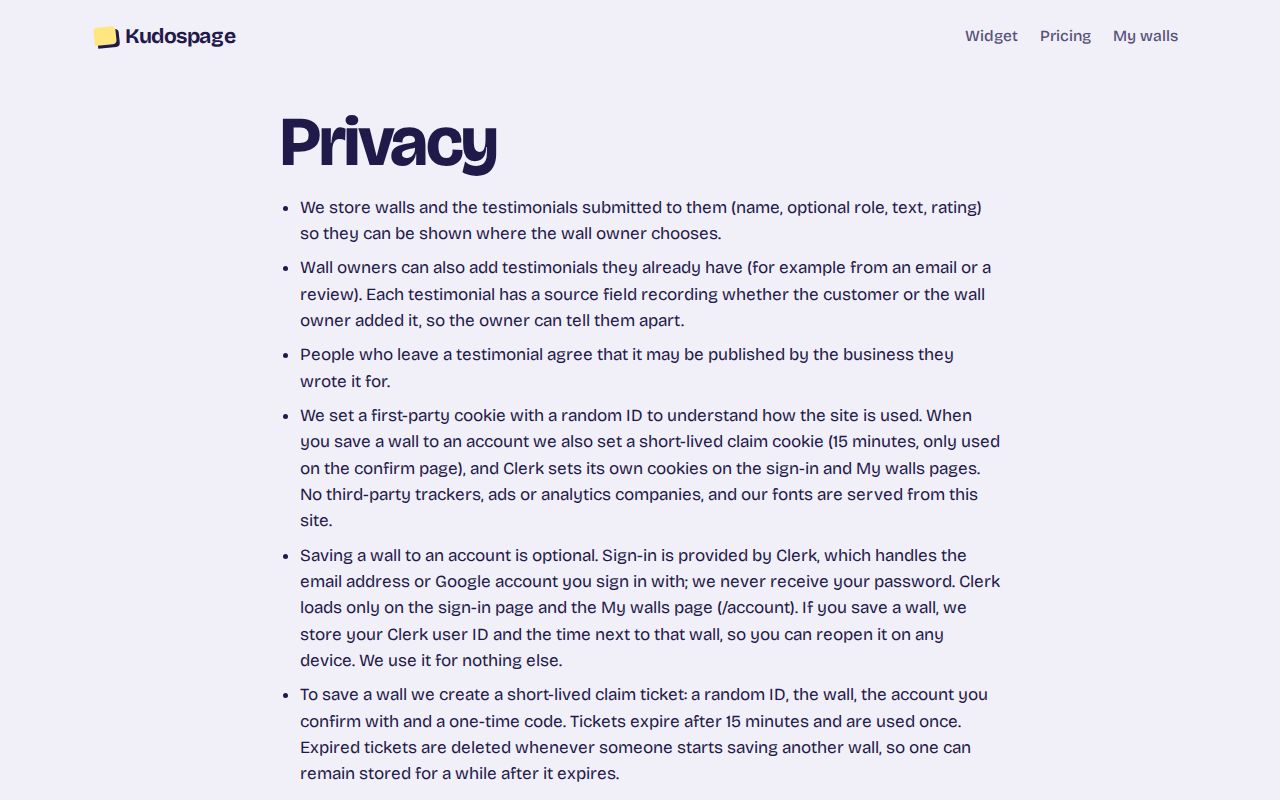 Kudospage
Widget
Pricing
My walls
Privacy
We store walls and the testimonials submitted to them (name, optional role, text, rating)
so they can be shown where the wall owner chooses.
Wall owners can also add testimonials they already have (for example from an email or a
review). Each testimonial has a source field recording whether the customer or the wall
owner added it, so the owner can tell them apart.
People who leave a testimonial agree that it may be published by the business they
wrote it for.
We set a first-party cookie with a random ID to understand how the site is used. When
you save a wall to an account we also set a short-lived claim cookie (15 minutes, only used
on the confirm page), and Clerk sets its own cookies on the sign-in and My walls pages.
No third-party trackers, ads or analytics companies, and our fonts are served from this
site.
Saving a wall to an account is optional. Sign-in is provided by Clerk, which handles the
email address or Google account you sign in with; we never receive your password. Clerk
loads only on the sign-in page and the My walls page (/account). If you save a wall, we
store your Clerk user ID and the time next to that wall, so you can reopen it on any
device. We use it for nothing else.
To save a wall we create a short-lived claim ticket: a random ID, the wall, the account you
confirm with and a one-time code. Tickets expire after 15 minutes and are used once.
Expired tickets are deleted whenever someone starts saving another wall, so one can
remain stored for a while after it expires.